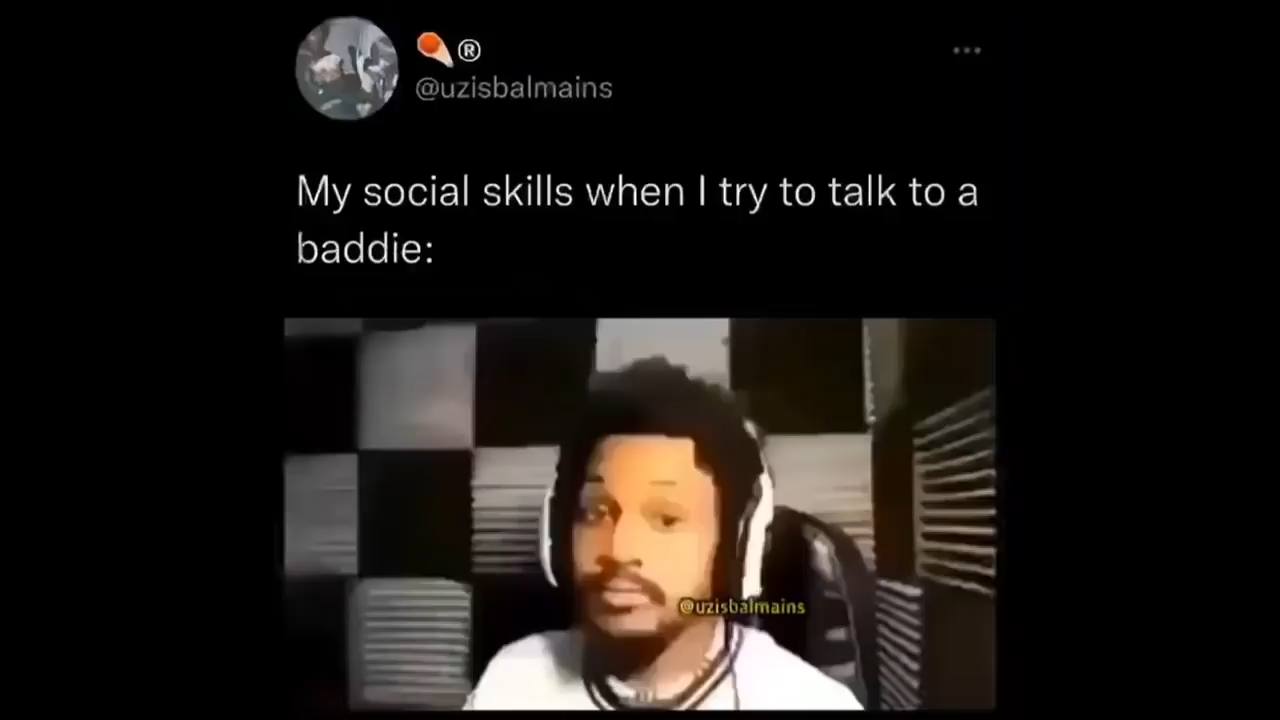 ®
@uzisbalmains
My social skills when I try to talk to a
baddie:
@uzisbalmains